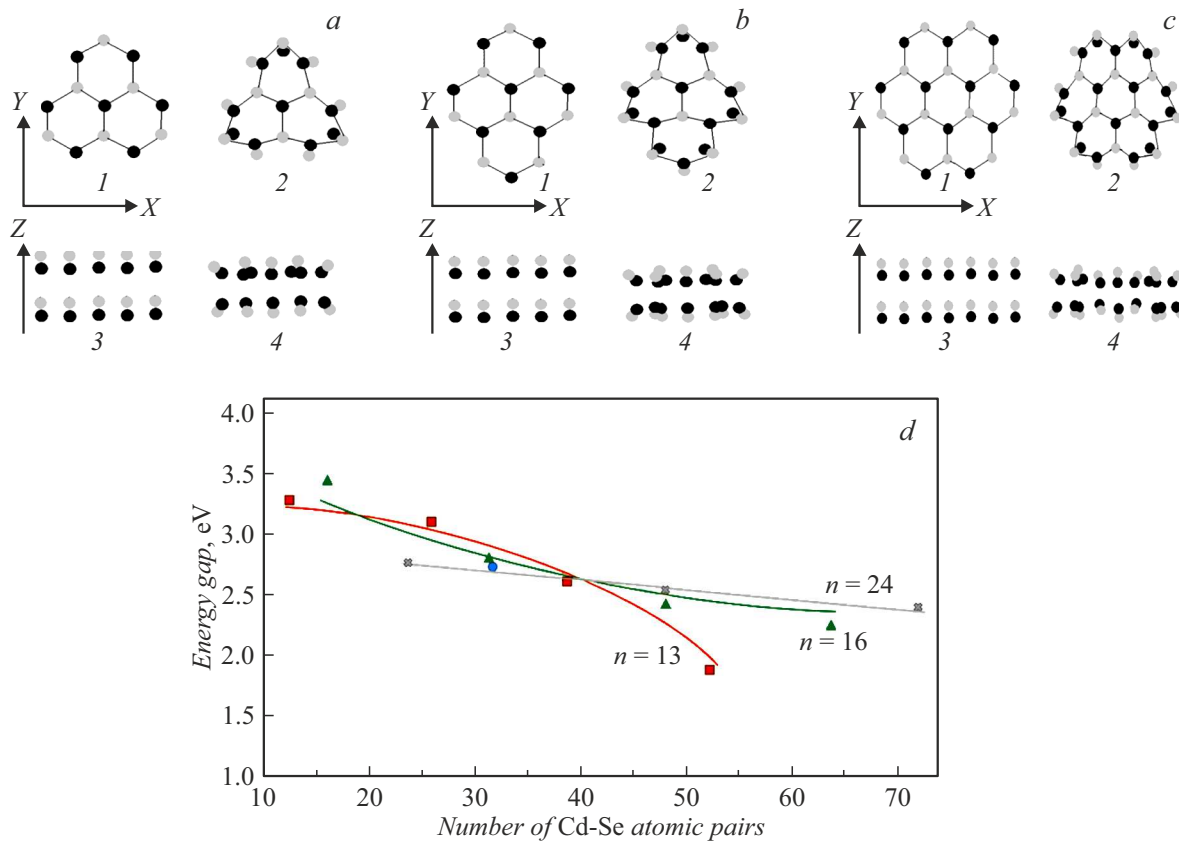 a
b
c
Y
1
2
X
Z
3
4
Y
1
2
X
Z
3
4
Y
1
2
X
Z
3
4
d
Energy gap, eV
4.0
3.5
3.0
2.5
2.0
1.5
1.0
n = 24
n = 16
n = 13
10 20 30 40 50 60 70
Number of Cd-Se atomic pairs